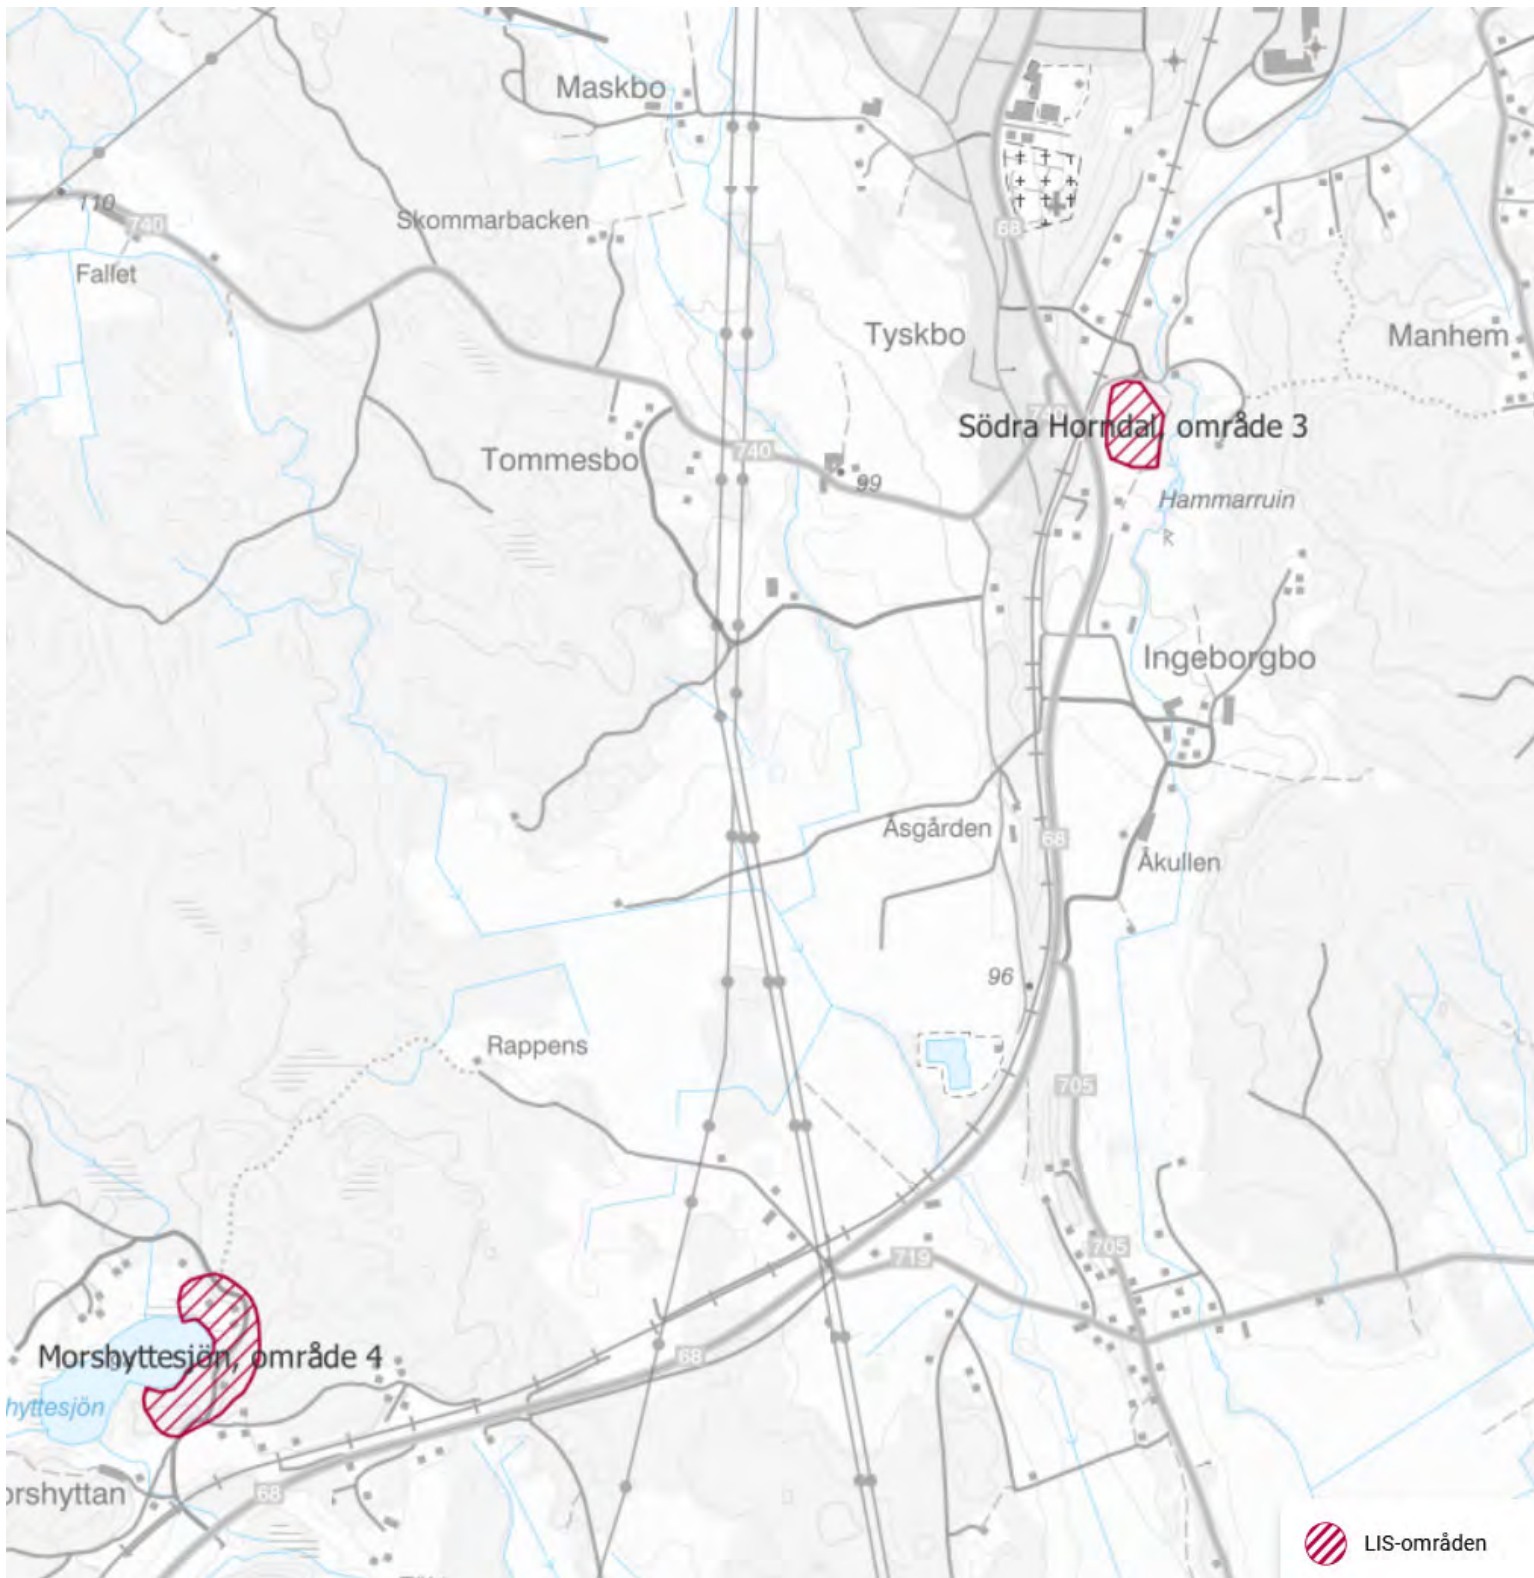 Maskbo
110
740
Skommarbacken
68
Fallet
Tyskbo
Manhem
740
Södra Horndal, område 3
Tommesbo
740
99
Hammarruin
Ingeborgbo
Åsgården
68
Åkullen
96
Rappens
705
705
719
68
Morshyttesjön, område 4
hyttesjön
orshyttan
68
LIS-områden